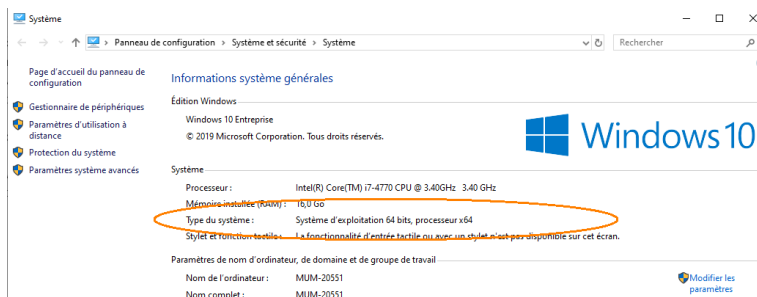 Système
Panneau de configuration > Système et sécurité > Système
Rechercher
Page d'accueil du panneau de
configuration
Gestionnaire de périphériques
Paramètres d'utilisation à
distance
Protection du système
Paramètres système avancés
Informations système générales
Édition Windows
Windows 10 Entreprise
© 2019 Microsoft Corporation. Tous droits réservés.
Windows 10
Système
Processeur : Intel(R) Core(TM) i7-4770 CPU @ 3.40GHz 3.40 GHz
Mémoire installée (RAM) : 16,0 Go
Type du système : Système d'exploitation 64 bits, processeur x64
Stylet et fonction tactile : La fonctionnalité d'entrée tactile ou avec un stylet n'est pas disponible sur cet écran.
Paramètres de nom d'ordinateur, de domaine et de groupe de travail
Nom de l'ordinateur : MUM-20551
Modifier les
paramètres
Nom complet : MUM-20551